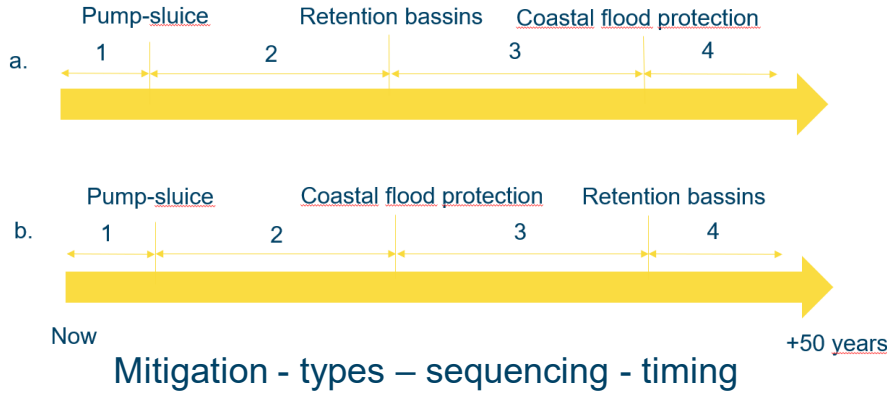 Pump-sluice Retention bassins Coastal flood protection
a. 1 2 3 4
Pump-sluice Coastal flood protection Retention bassins
b. 1 2 3 4
Now +50 years
Mitigation - types – sequencing - timing